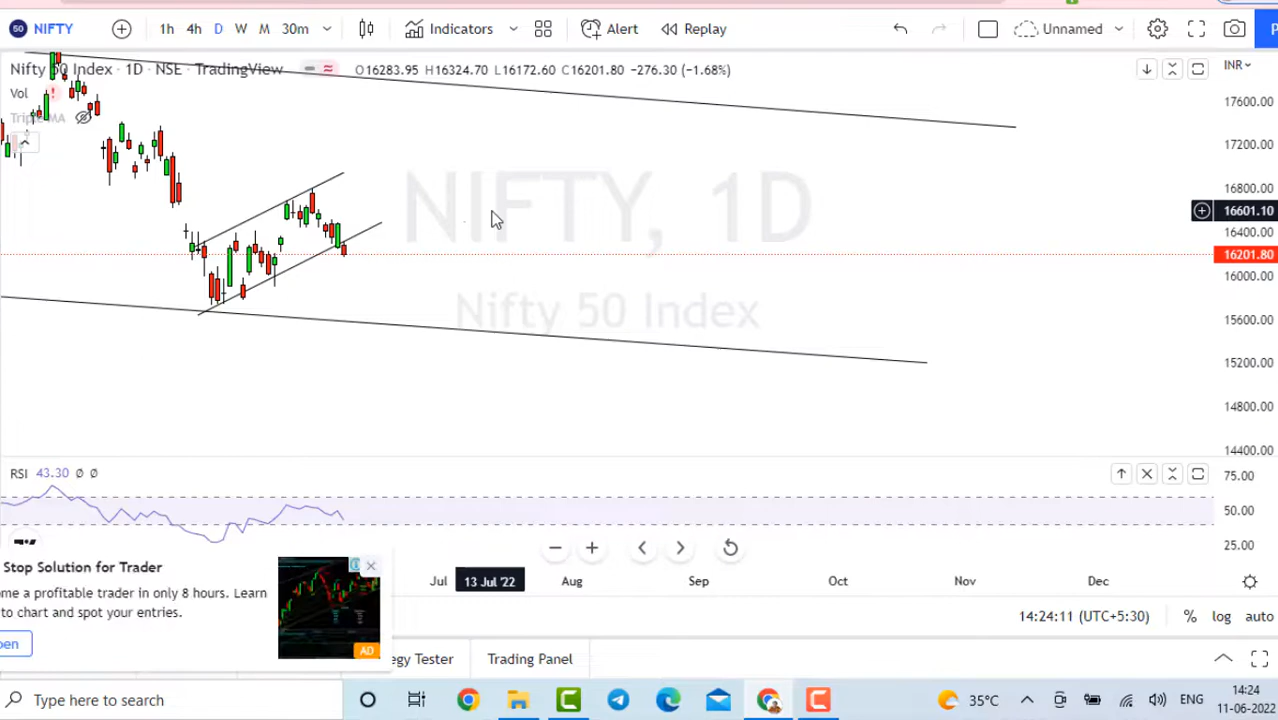 50 NIFTY 1h 4h D W M 30m Indicators Alert Replay Unnamed
Nifty 50 Index · 1D · NSE · TradingView O16283.95 H16324.70 L16172.60 C16201.80 −276.30 (−1.68%) INR
Vol
Triple MA
17600.00
17200.00
16800.00
16601.10
16400.00
16201.80
16000.00
15600.00
15200.00
14800.00
14400.00
NIFTY, 1D
Nifty 50 Index
RSI 43.30 Ø Ø
75.00
50.00
25.00
Stop Solution for Trader
me a profitable trader in only 8 hours. Learn
to chart and spot your entries.
pen
AD
Jul 13 Jul '22 Aug Sep Oct Nov Dec
14:24:11 (UTC+5:30) % log auto
egy Tester Trading Panel
Type here to search
35°C ENG
14:24
11-06-2022